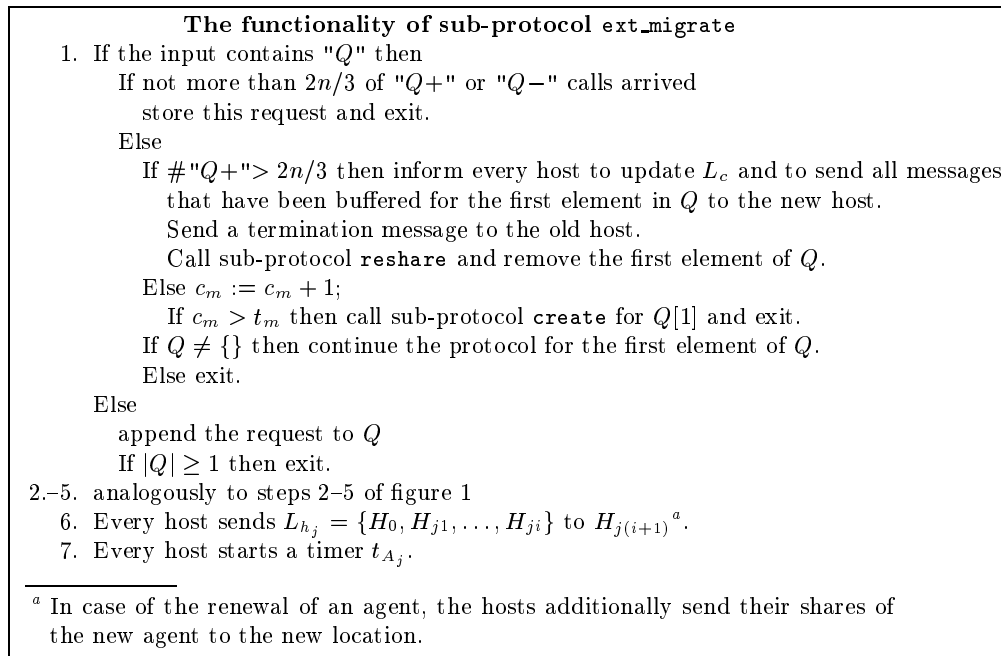 The functionality of sub-protocol ext_migrate
1. If the input contains "Q" then
If not more than 2n/3 of "Q+" or "Q−" calls arrived
store this request and exit.
Else
If #"Q+"> 2n/3 then inform every host to update L_c and to send all messages
that have been buffered for the first element in Q to the new host.
Send a termination message to the old host.
Call sub-protocol reshare and remove the first element of Q.
Else c_m := c_m + 1;
If c_m > t_m then call sub-protocol create for Q[1] and exit.
If Q ≠ {} then continue the protocol for the first element of Q.
Else exit.
Else
append the request to Q
If |Q| ≥ 1 then exit.
2.–5. analogously to steps 2–5 of figure 1
6. Every host sends L_{h_j} = {H_0, H_{j1}, . . . , H_{ji}} to H_{j(i+1)}^a.
7. Every host starts a timer t_{A_j}.
a In case of the renewal of an agent, the hosts additionally send their shares of
the new agent to the new location.